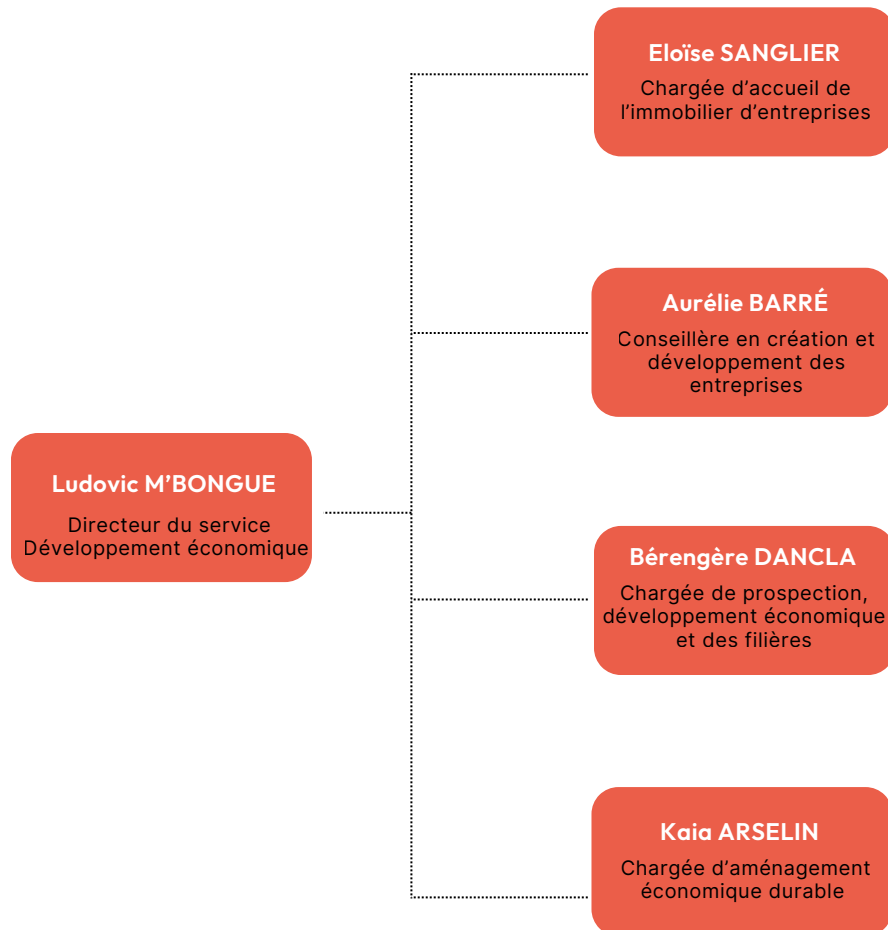 Eloïse SANGLIER
Chargée d’accueil de
l’immobilier d’entreprises
Aurélie BARRÉ
Conseillère en création et
développement des
entreprises
Ludovic M’BONGUE
Directeur du service
Développement économique
Bérengère DANCLA
Chargée de prospection,
développement économique
et des filières
Kaia ARSELIN
Chargée d’aménagement
économique durable